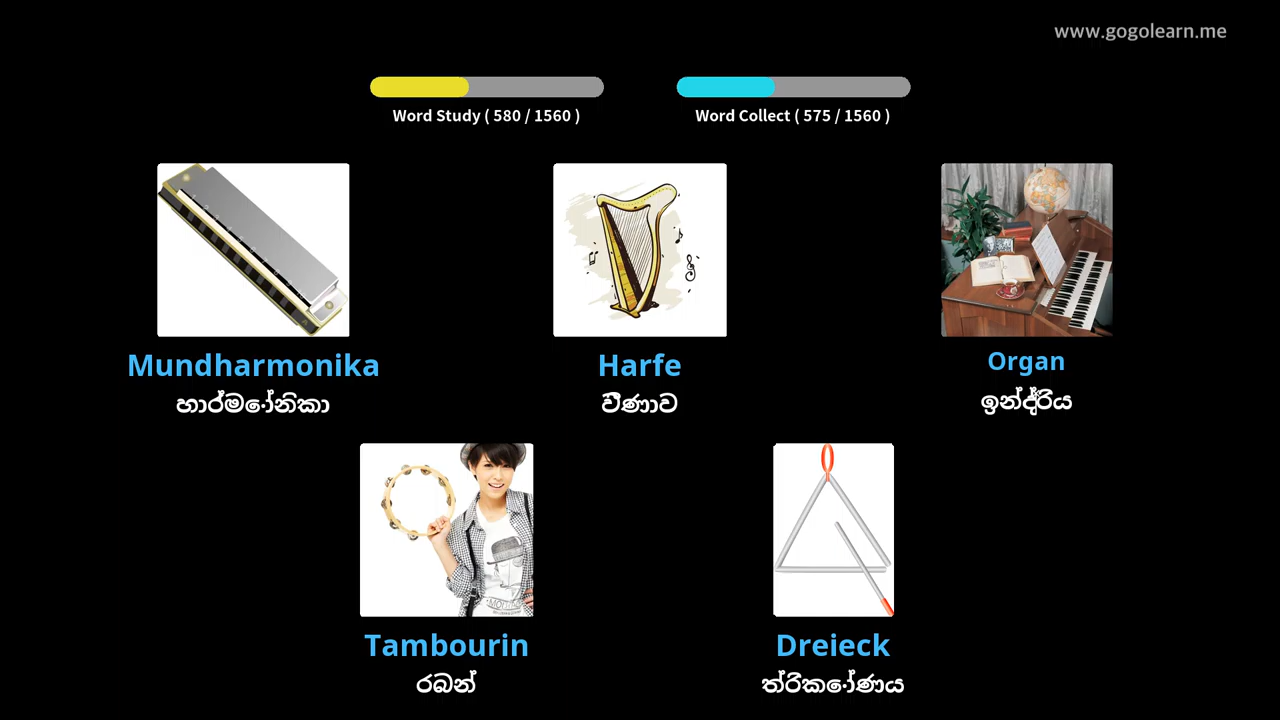 www.gogolearn.me
Word Study ( 580 / 1560 )
Word Collect ( 575 / 1560 )
Mundharmonika
Harfe
Organ
හාර්මෝනිකා
වීණාව
ඉන්ද්‍රිය
Tambourin
Dreieck
රබන්
ත්රිකෝණය